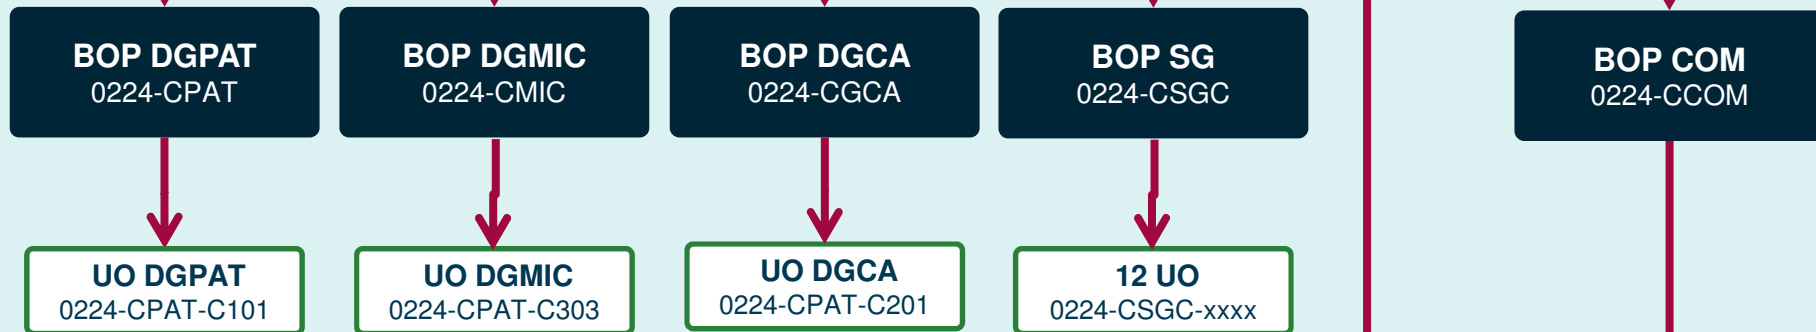 BOP DGPAT
0224-CPAT
BOP DGMIC
0224-CMIC
BOP DGCA
0224-CGCA
BOP SG
0224-CSGC
BOP COM
0224-CCOM
UO DGPAT
0224-CPAT-C101
UO DGMIC
0224-CPAT-C303
UO DGCA
0224-CPAT-C201
12 UO
0224-CSGC-xxxx